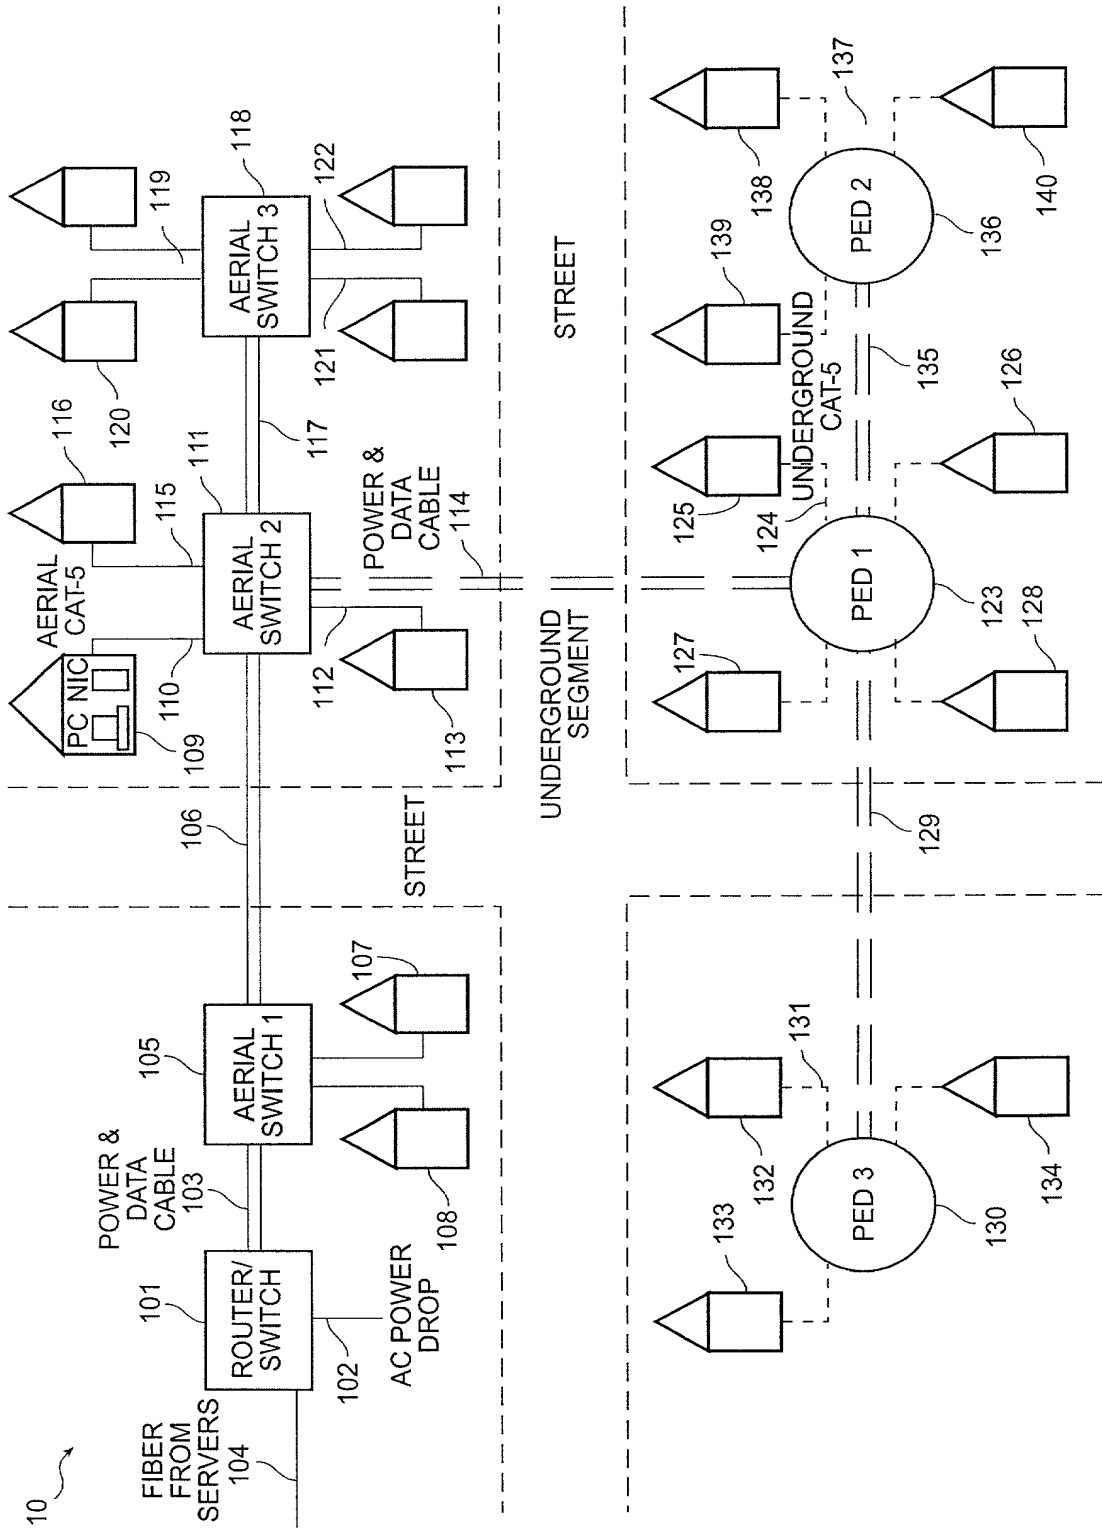 10
FIBER
FROM
SERVERS
104
101
ROUTER/
SWITCH
102
AC POWER
DROP
POWER &
DATA
CABLE
103
105
AERIAL
SWITCH 1
108
107
106
STREET
109
PC NIC
110
AERIAL
CAT-5
115
116
111
AERIAL
SWITCH 2
112
113
POWER &
DATA
CABLE
114
117
120
119
118
AERIAL
SWITCH 3
121
122
UNDERGROUND
SEGMENT
STREET
133
132
131
PED 3
130
134
129
127
128
PED 1
123
124
125
126
UNDERGROUND
CAT-5
135
139
138
137
PED 2
136
140